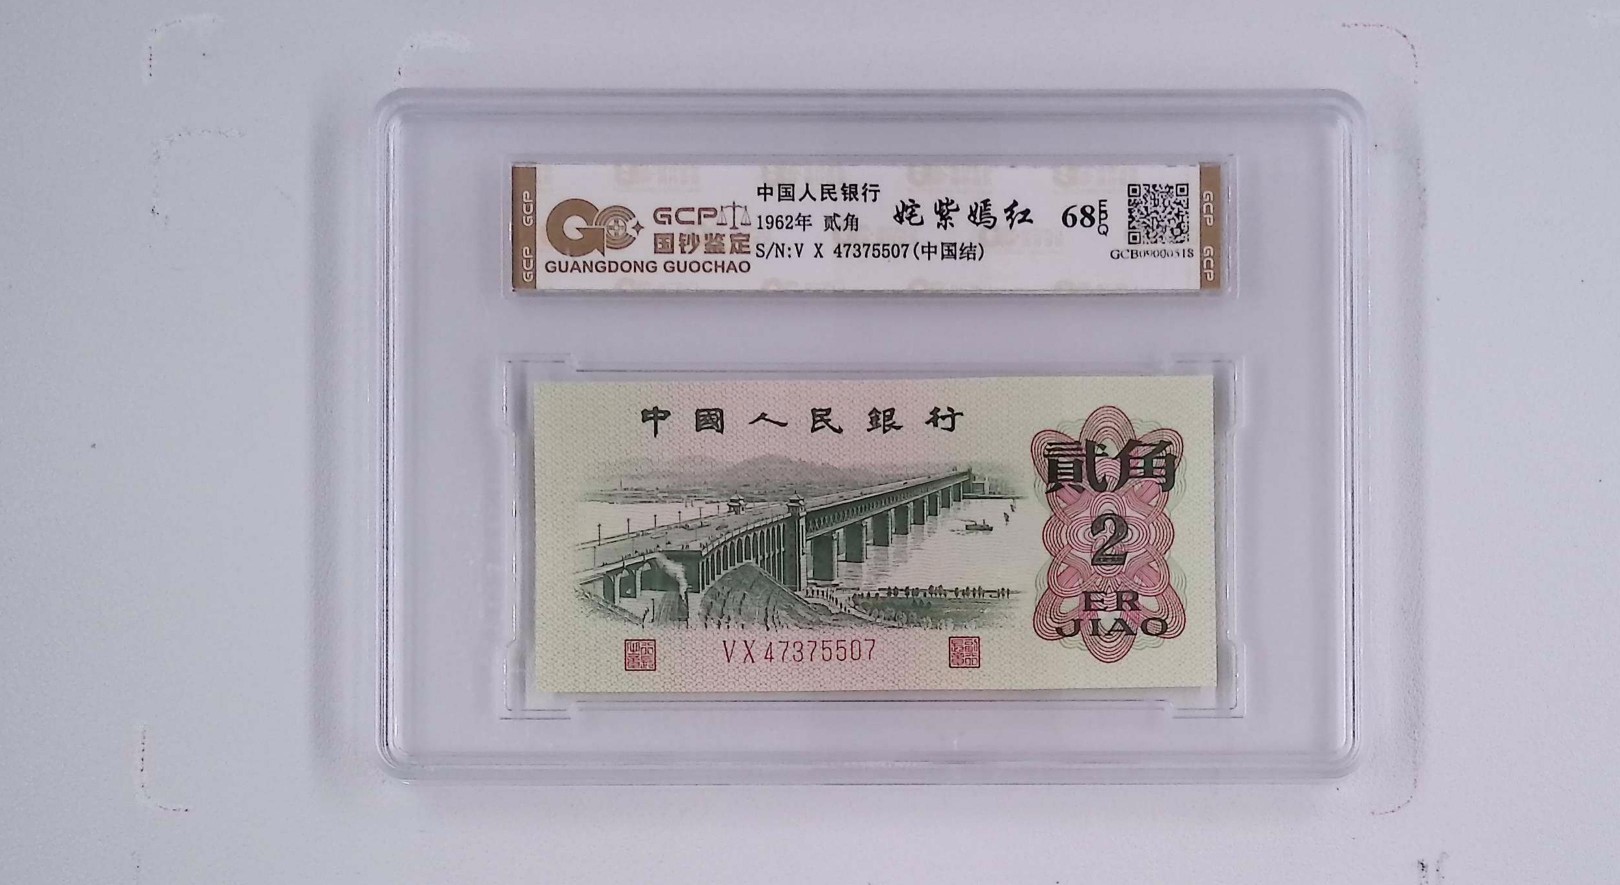 GCP
GCP
GCP
国钞鉴定
GUANGDONG GUOCHAO
中国人民银行
1962年 贰角
S/N:V X 47375507(中国结)
姹紫嫣红
68
GCP
GCP
中國人民銀行
貳角
2
ER
JIAO
VX47375507